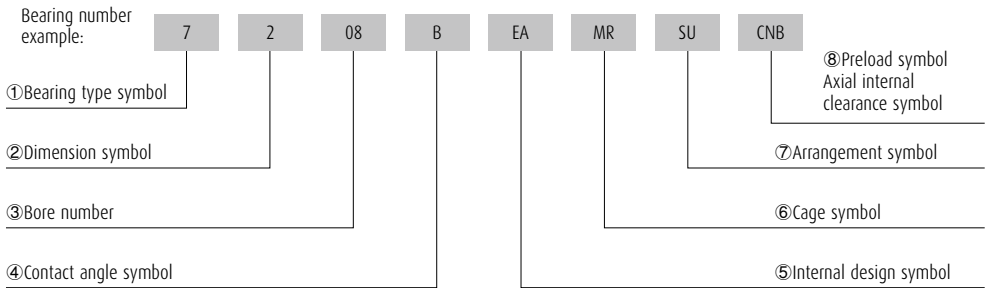 Bearing number
example:
7 2 08 B EA MR SU CNB
⑧Preload symbol
Axial internal
clearance symbol
①Bearing type symbol
②Dimension symbol
⑦Arrangement symbol
③Bore number
⑥Cage symbol
④Contact angle symbol
⑤Internal design symbol